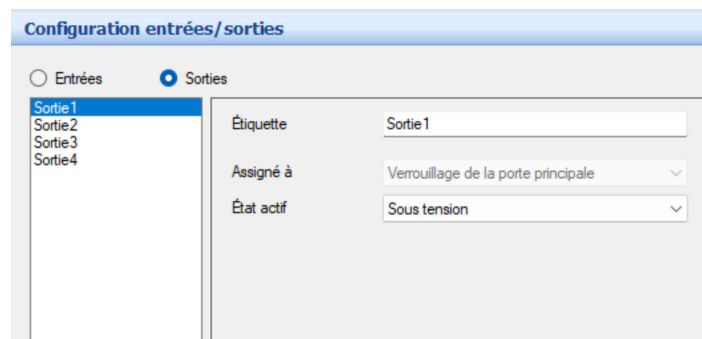 Configuration entrées/sorties
Entrées
Sorties
Sortie1
Sortie2
Sortie3
Sortie4
Étiquette
Sortie1
Assigné à
Verrouillage de la porte principale
État actif
Sous tension